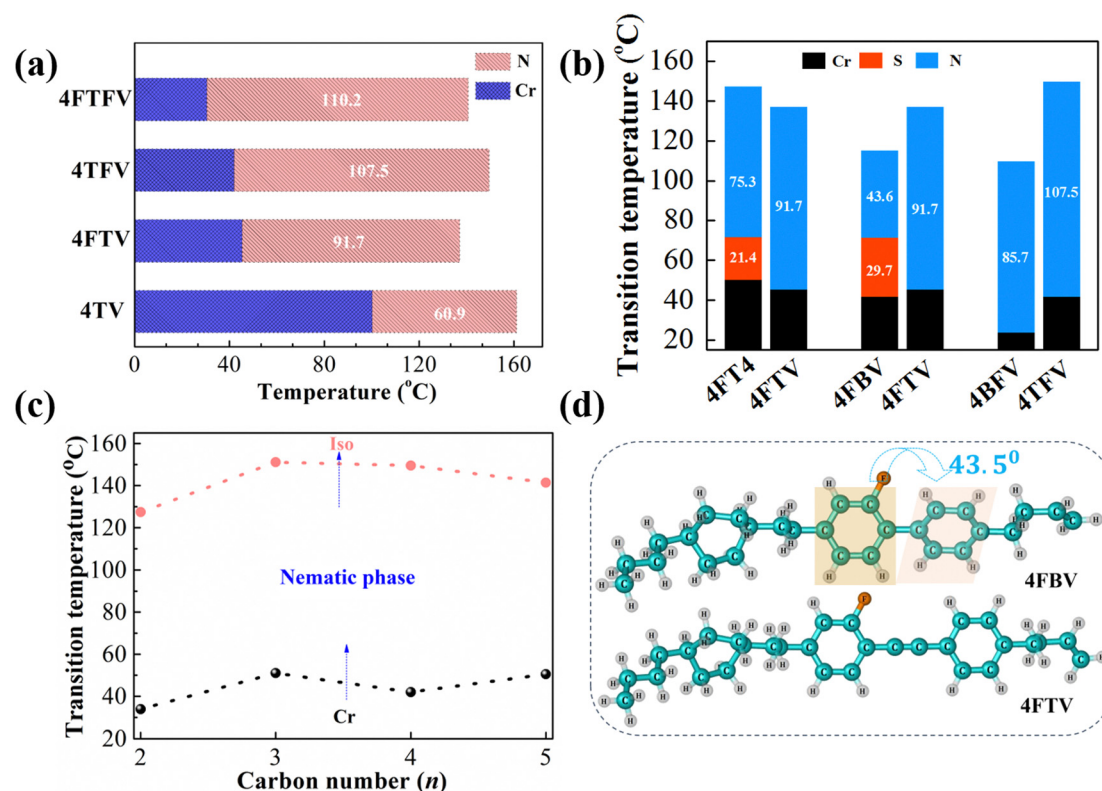 (a)
N
Cr
4FTFV
110.2
4TFV
107.5
4FTV
91.7
4TV
60.9
0 40 80 120 160
Temperature (°C)
(b)
Transition temperature (°C)
Cr S N
160
140
120
100
80
60
40
20
75.3
21.4
91.7
43.6
29.7
91.7
85.7
107.5
4FT4
4FTV
4FBV
4FTV
4BFV
4TFV
(c)
Transition temperature (°C)
160
140
120
100
80
60
40
20
Iso
Nematic phase
Cr
2 3 4 5
Carbon number (n)
(d)
43.5⁰
F
4FBV
F
4FTV